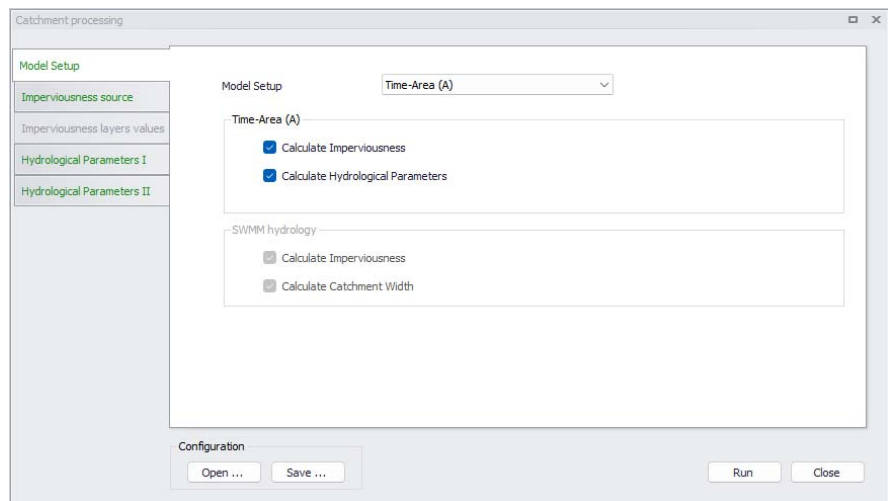 Catchment processing
Model Setup
Imperviousness source
Imperviousness layers values
Hydrological Parameters I
Hydrological Parameters II
Model Setup Time-Area (A)
Time-Area (A)
Calculate Imperviousness
Calculate Hydrological Parameters
SWMM hydrology
Calculate Imperviousness
Calculate Catchment Width
Configuration
Open ... Save ... Run Close